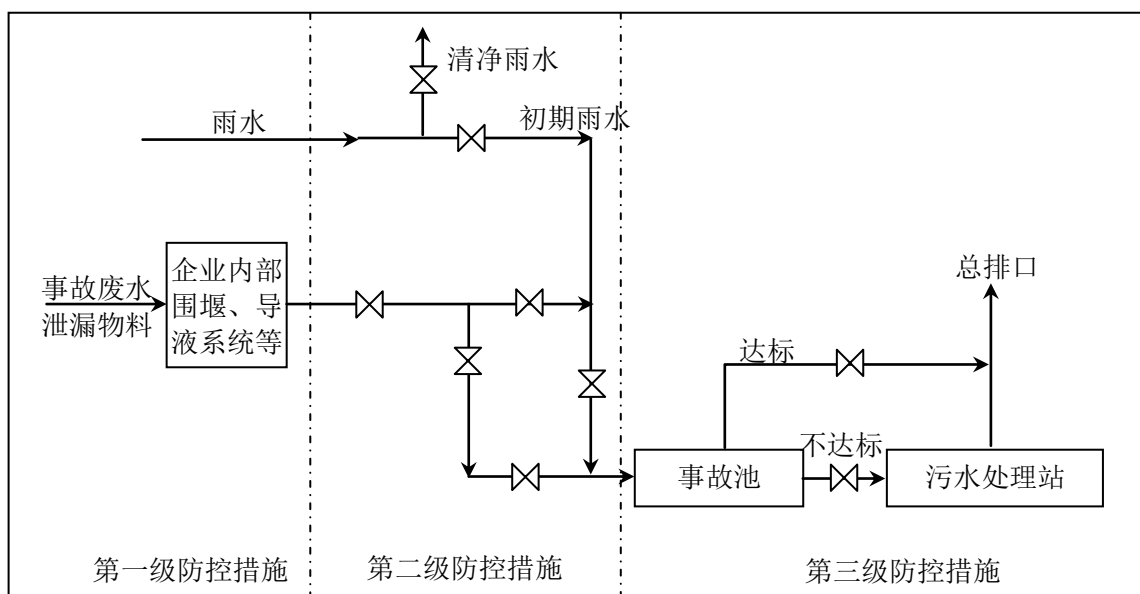 清净雨水
雨水
初期雨水
事故废水
泄漏物料
企业内部
围堰、导
液系统等
总排口
达标
不达标
事故池
污水处理站
第一级防控措施
第二级防控措施
第三级防控措施